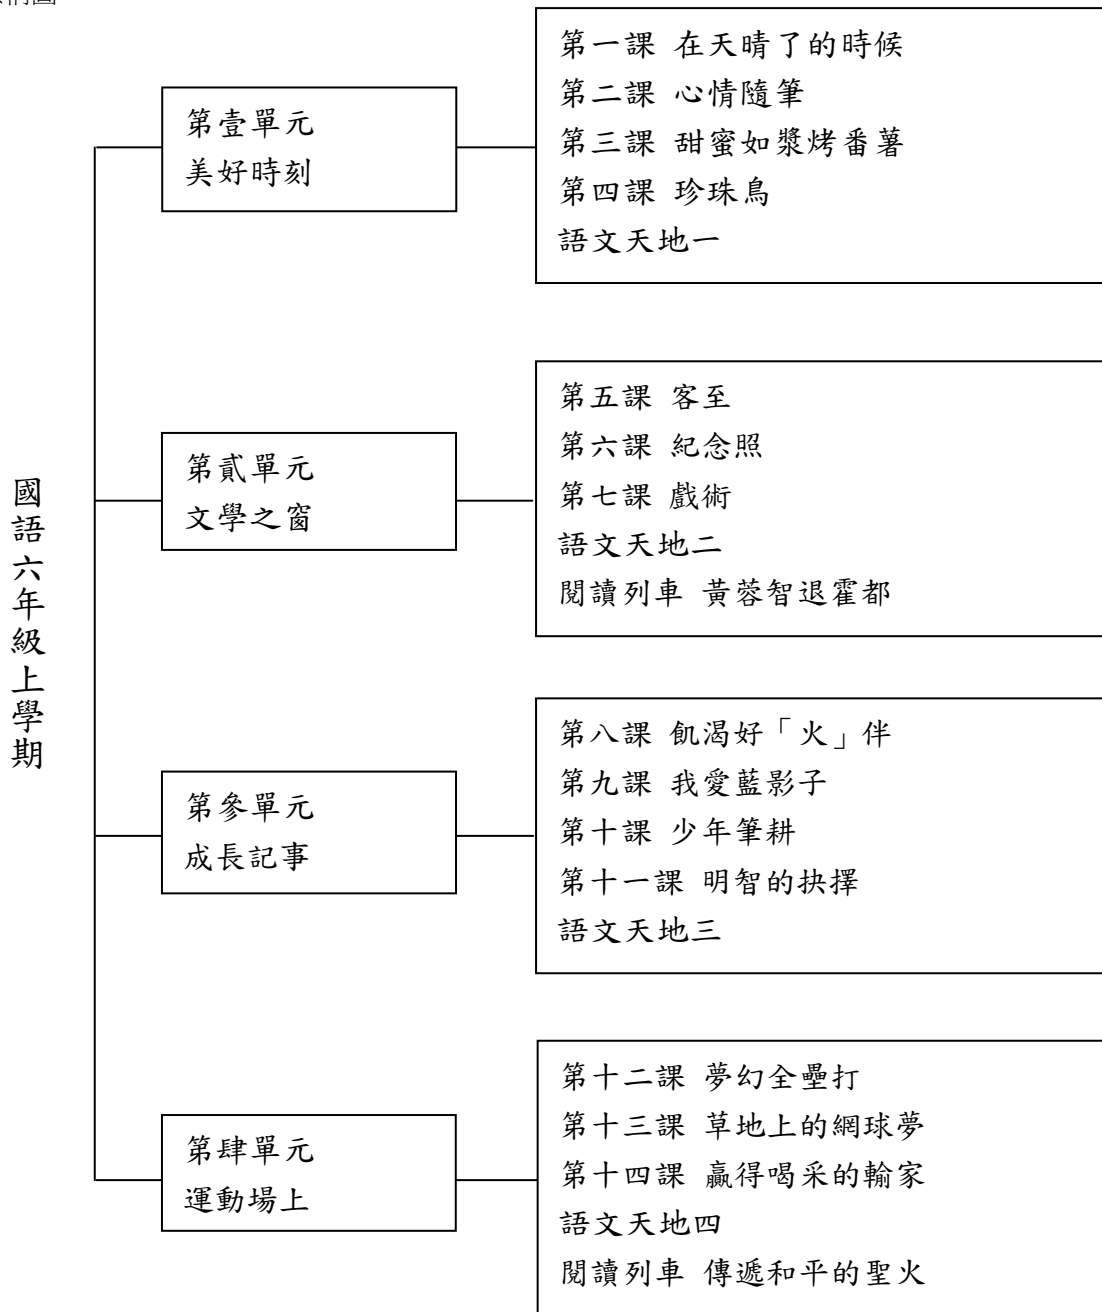 國語六年級上學期
第壹單元
美好時刻
第一課 在天晴了的時候
第二課 心情隨筆
第三課 甜蜜如漿烤番薯
第四課 珍珠鳥
語文天地一
第貳單元
文學之窗
第五課 客至
第六課 紀念照
第七課 戲術
語文天地二
閱讀列車 黃蓉智退霍都
第參單元
成長記事
第八課 飢渴好「火」伴
第九課 我愛藍影子
第十課 少年筆耕
第十一課 明智的抉擇
語文天地三
第肆單元
運動場上
第十二課 夢幻全壘打
第十三課 草地上的網球夢
第十四課 贏得喝采的輸家
語文天地四
閱讀列車 傳遞和平的聖火